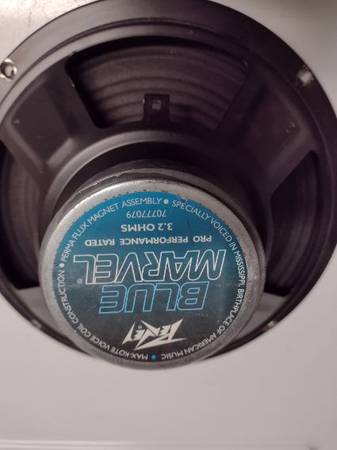 PEAVEY
BLUE
MARVEL®
PRO PERFORMANCE RATED
3.2 OHMS
70777079
• MAX-KOTE VOICE COIL CONSTRUCTION • PERMA FLUX MAGNET ASSEMBLY • SPECIALLY VOICED IN MISSISSIPPI, BIRTHPLACE OF AMERICAN MUSIC